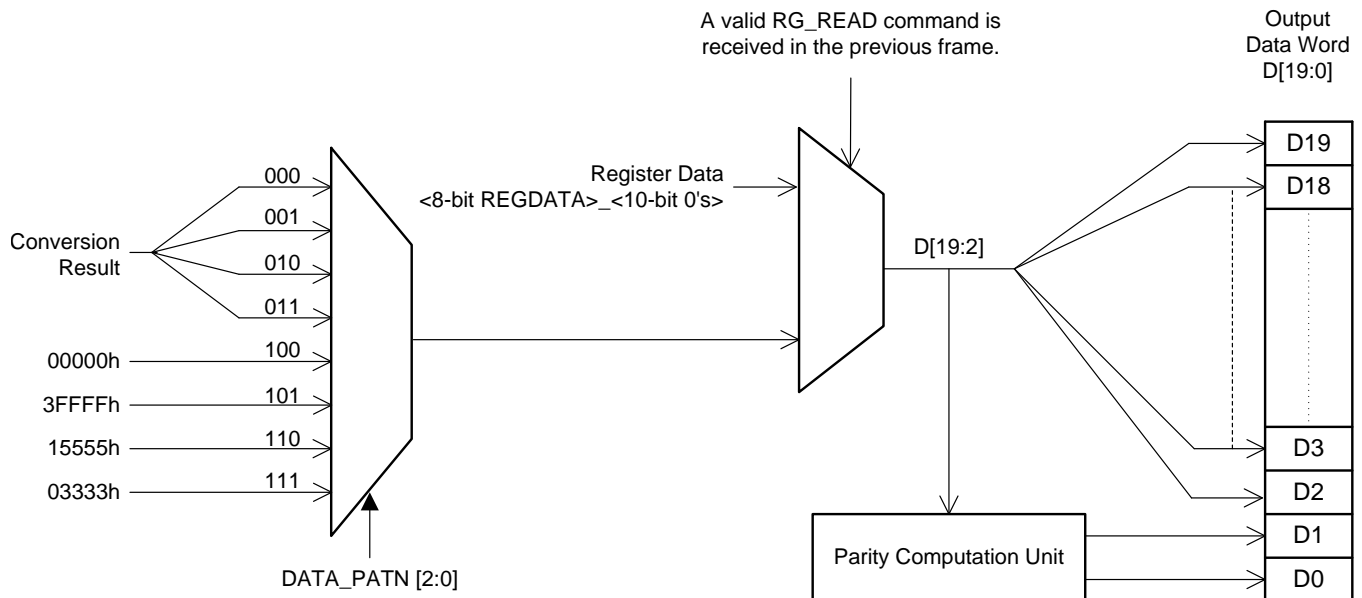 A valid RG_READ command is
received in the previous frame.
Output
Data Word
D[19:0]
Conversion
Result
000
001
010
011
00000h
100
3FFFFh
101
15555h
110
03333h
111
DATA_PATN [2:0]
Register Data
<8-bit REGDATA>_<10-bit 0's>
D[19:2]
Parity Computation Unit
D19
D18
D3
D2
D1
D0